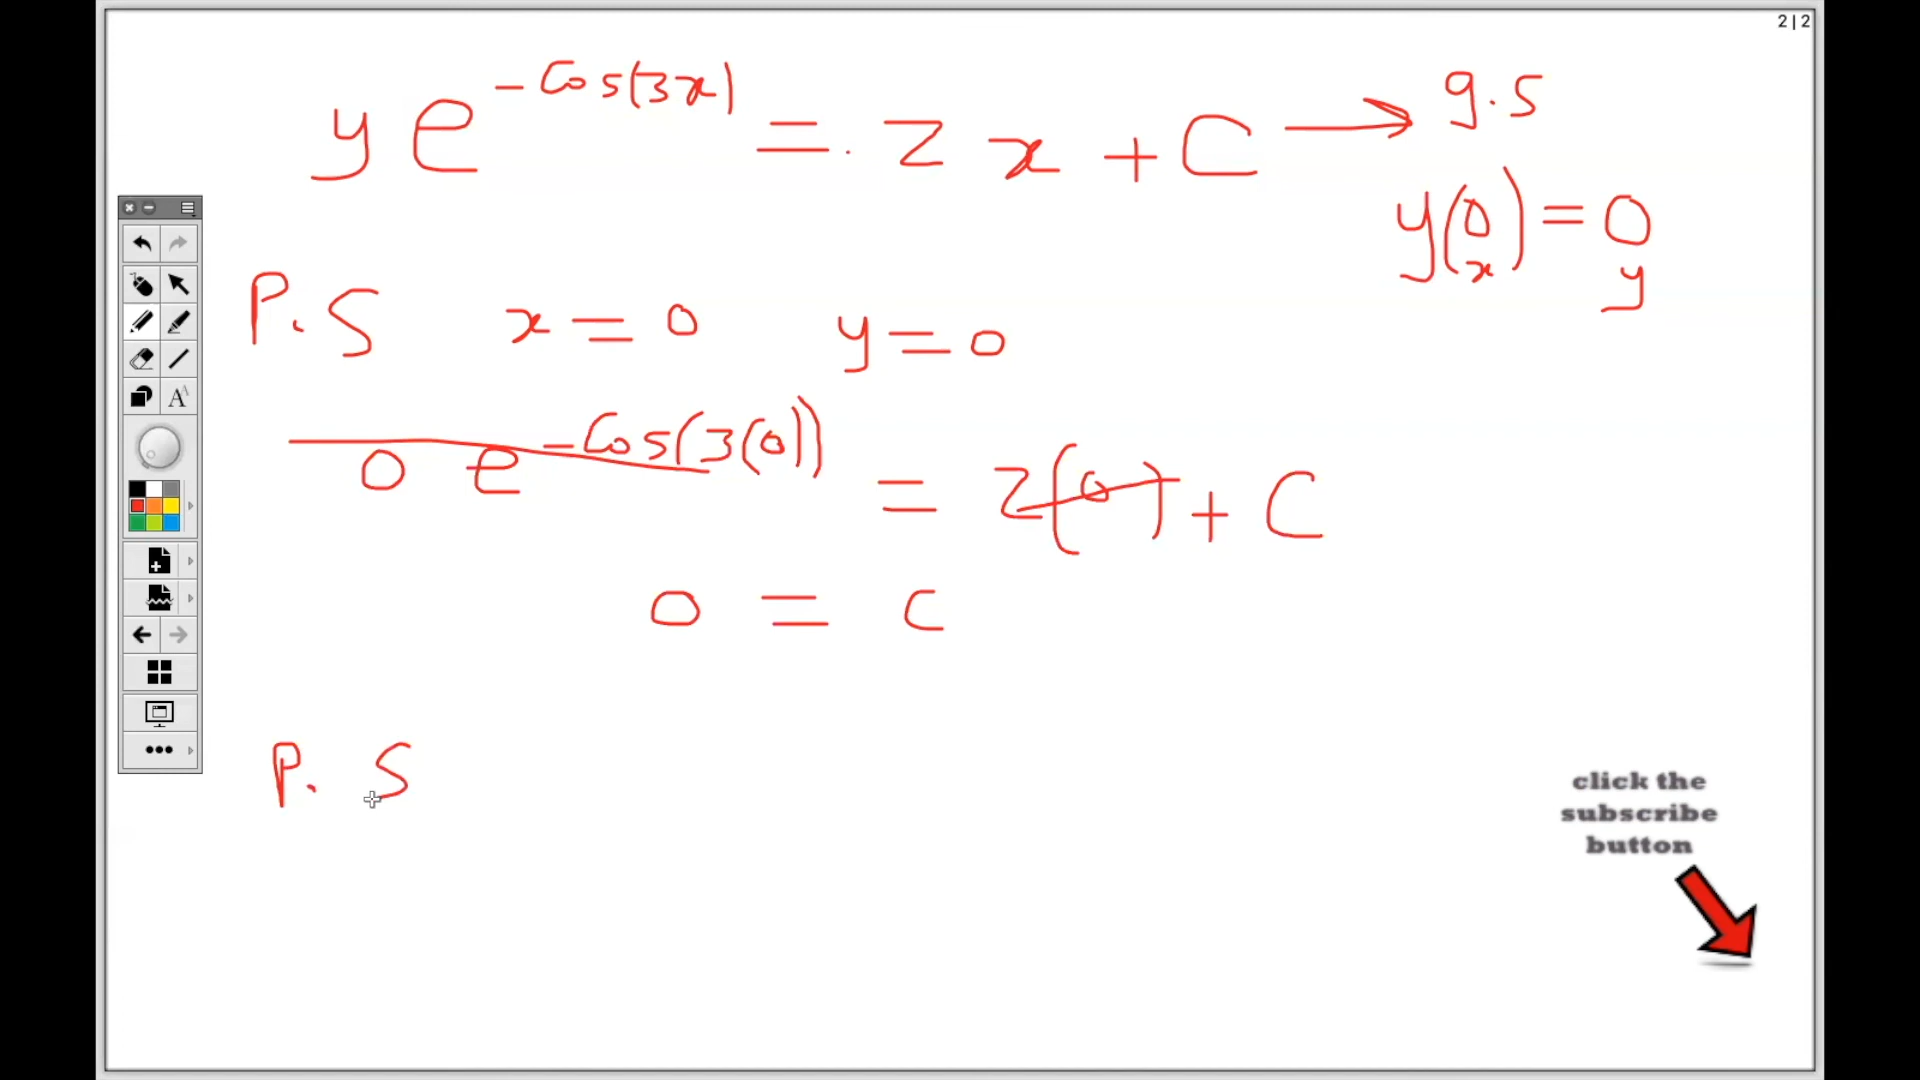 2|2
y e^{-cos(3x)} = 2x + C → g.s
y(0) = 0
x y
P.S x = 0 y = 0
0 e^{-cos(3(0))} = 2(0) + C
0 = c
P. S
A
click the
subscribe
button